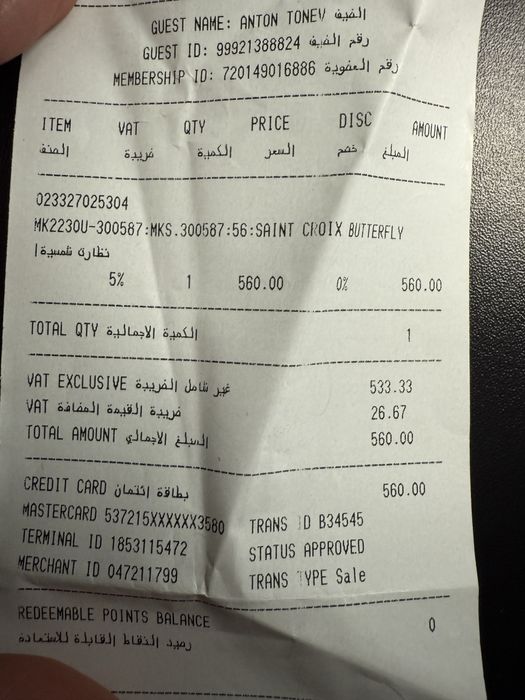 GUEST NAME: ANTON TONEV الضيف
GUEST ID: 99921388824 رقم الضيف
MEMBERSHIP ID: 720149016886 رقم العضوية
ITEM VAT QTY PRICE DISC AMOUNT
الصنف ضريبة الكمية السعر خصم المبلغ
023327025304
MK2230U-300587:MKS.300587:56:SAINT CROIX BUTTERFLY
نظارة شمسية ا
5% 1 560.00 0% 560.00
TOTAL QTY الكمية الاجمالية 1
VAT EXCLUSIVE غير شامل الضريبة 533.33
VAT ضريبة القيمة المضافة 26.67
TOTAL AMOUNT المبلغ الاجمالي 560.00
CREDIT CARD بطاقة ائتمان 560.00
MASTERCARD 537215XXXXXX3580 TRANS ID B34545
TERMINAL ID 1853115472 STATUS APPROVED
MERCHANT ID 047211799 TRANS TYPE Sale
REDEEMABLE POINTS BALANCE 0
رصيد النقاط القابلة للاستعادة